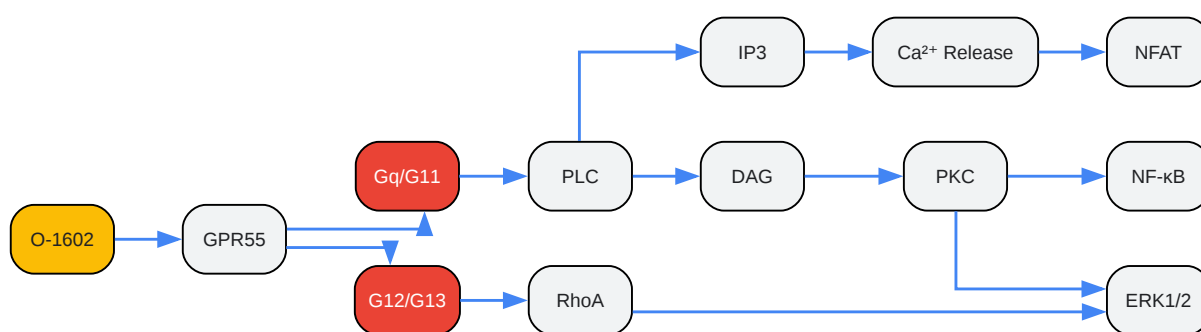 IP3
Ca²⁺ Release
NFAT
Gq/G11
PLC
DAG
PKC
NF-κB
O-1602
GPR55
G12/G13
RhoA
ERK1/2